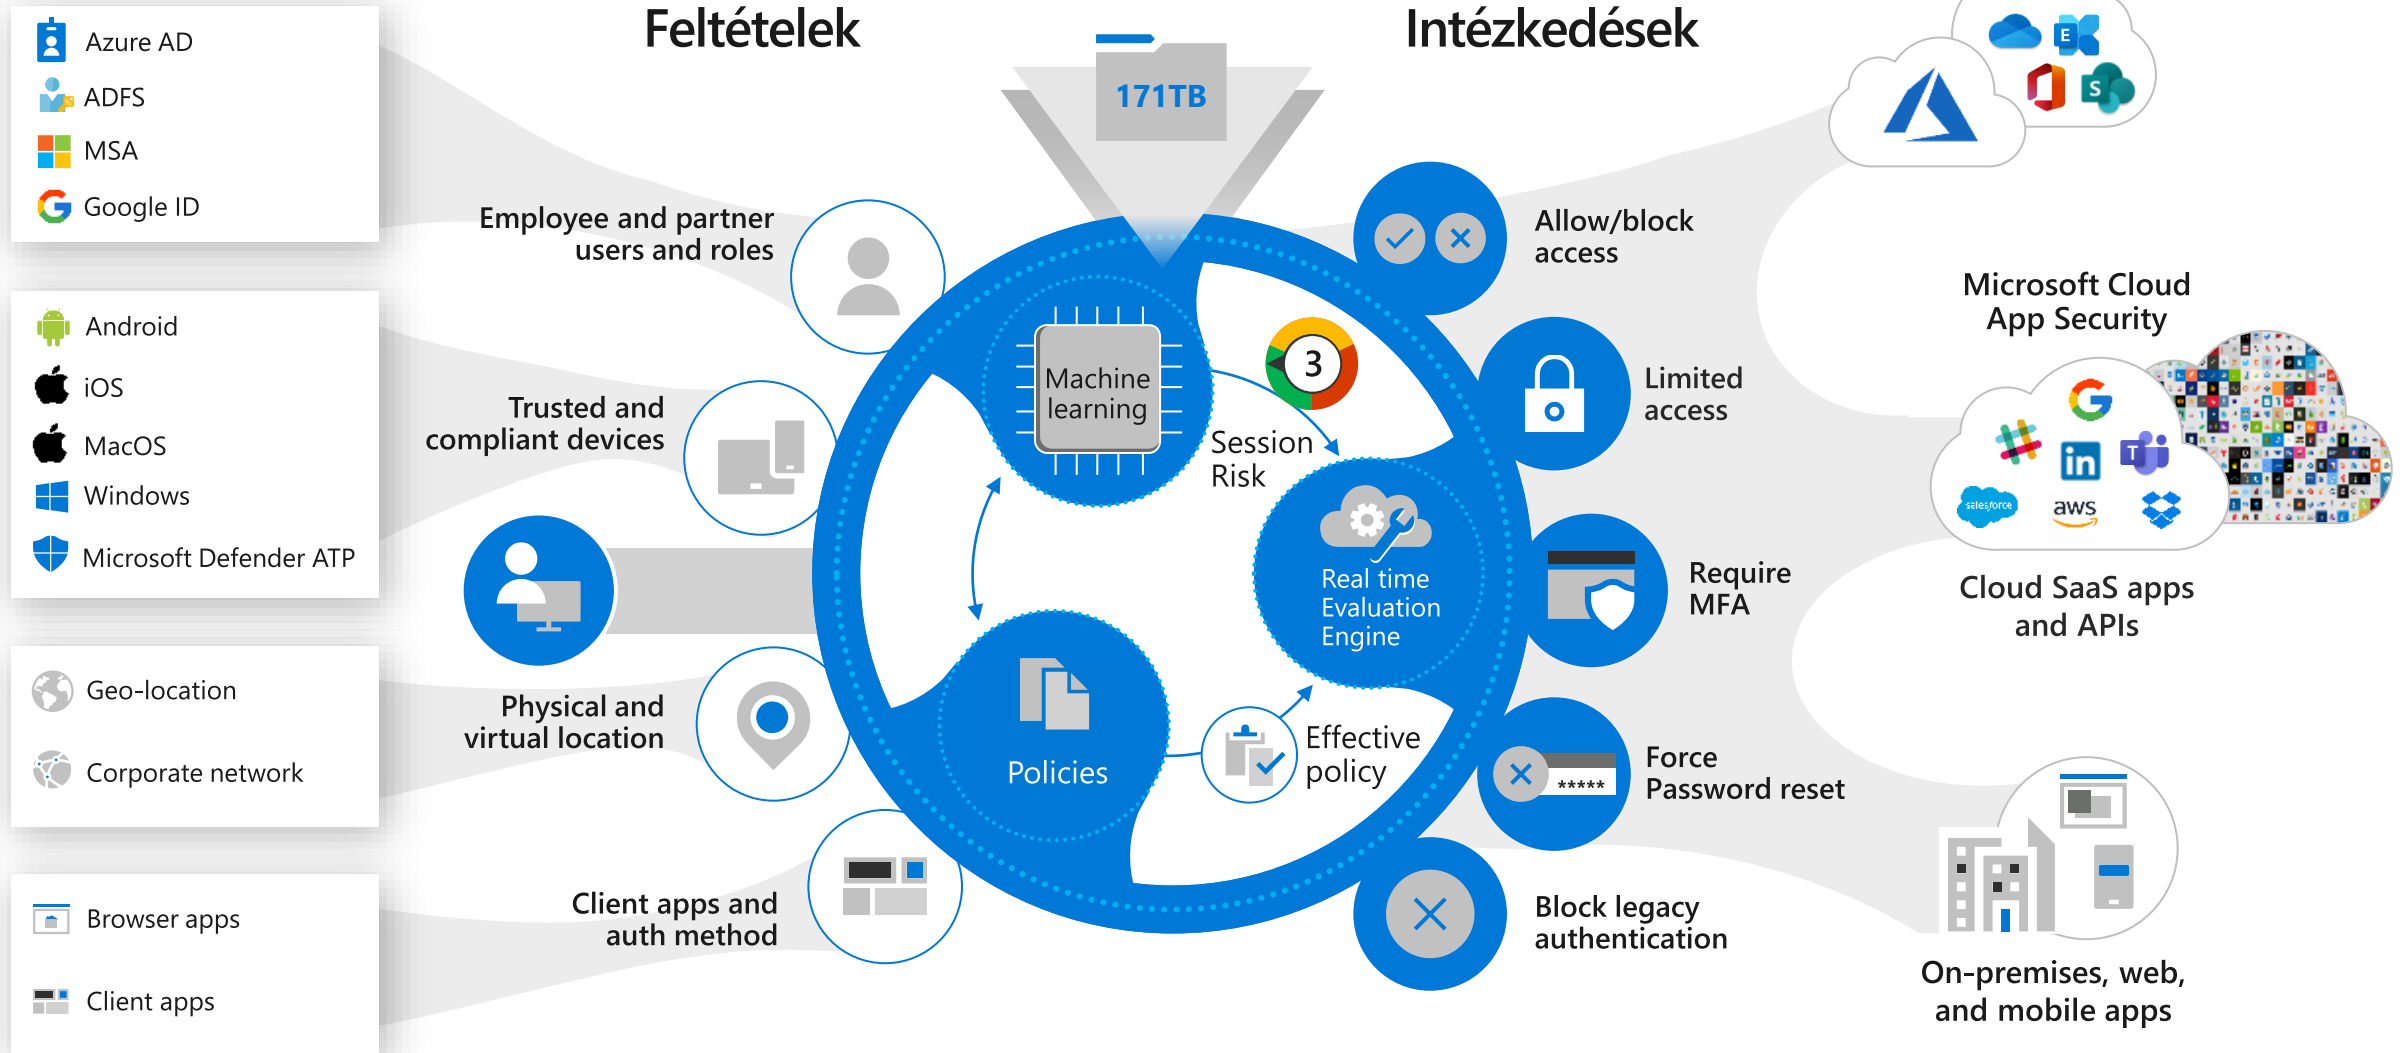 Feltételek
Intézkedések
Azure AD
ADFS
MSA
Google ID
Android
iOS
MacOS
Windows
Microsoft Defender ATP
Geo-location
Corporate network
Browser apps
Client apps
Employee and partner
users and roles
Trusted and
compliant devices
Physical and
virtual location
Client apps and
auth method
171TB
Machine
learning
3
Session
Risk
Real time
Evaluation
Engine
Policies
Effective
policy
Allow/block
access
Limited
access
Require
MFA
Force
Password reset
*****
Block legacy
authentication
E
S
Microsoft Cloud
App Security
in
T
salesforce
aws
Cloud SaaS apps
and APIs
On-premises, web,
and mobile apps